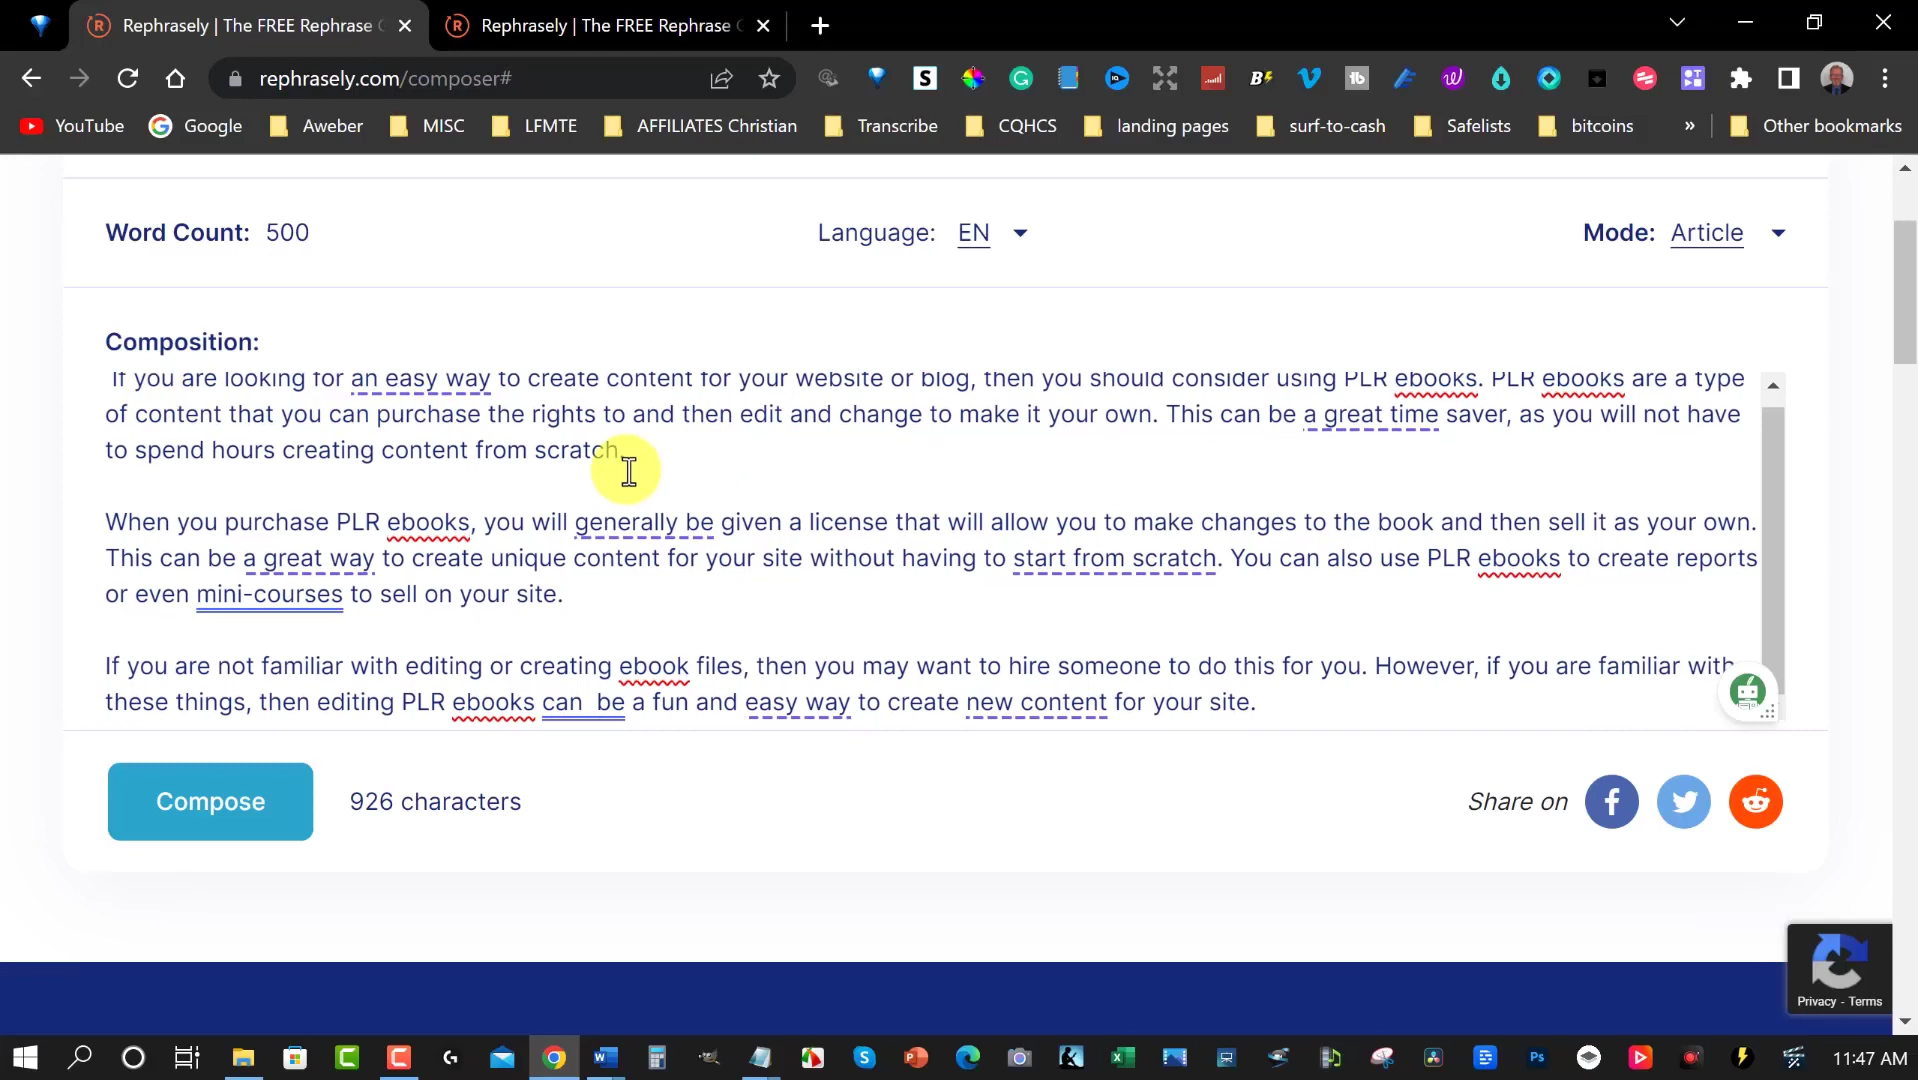 Rephrasely | The FREE Rephrase
Rephrasely | The FREE Rephrase
rephrasely.com/composer#
YouTube Google Aweber MISC LFMTE AFFILIATES Christian Transcribe CQHCS landing pages surf-to-cash Safelists bitcoins » Other bookmarks
Word Count: 500 Language: EN Mode: Article
Composition:
If you are looking for an easy way to create content for your website or blog, then you should consider using PLR ebooks. PLR ebooks are a type
of content that you can purchase the rights to and then edit and change to make it your own. This can be a great time saver, as you will not have
to spend hours creating content from scratch.
When you purchase PLR ebooks, you will generally be given a license that will allow you to make changes to the book and then sell it as your own.
This can be a great way to create unique content for your site without having to start from scratch. You can also use PLR ebooks to create reports
or even mini-courses to sell on your site.
If you are not familiar with editing or creating ebook files, then you may want to hire someone to do this for you. However, if you are familiar with
these things, then editing PLR ebooks can  be a fun and easy way to create new content for your site.
Compose 926 characters Share on
Privacy - Terms
11:47 AM